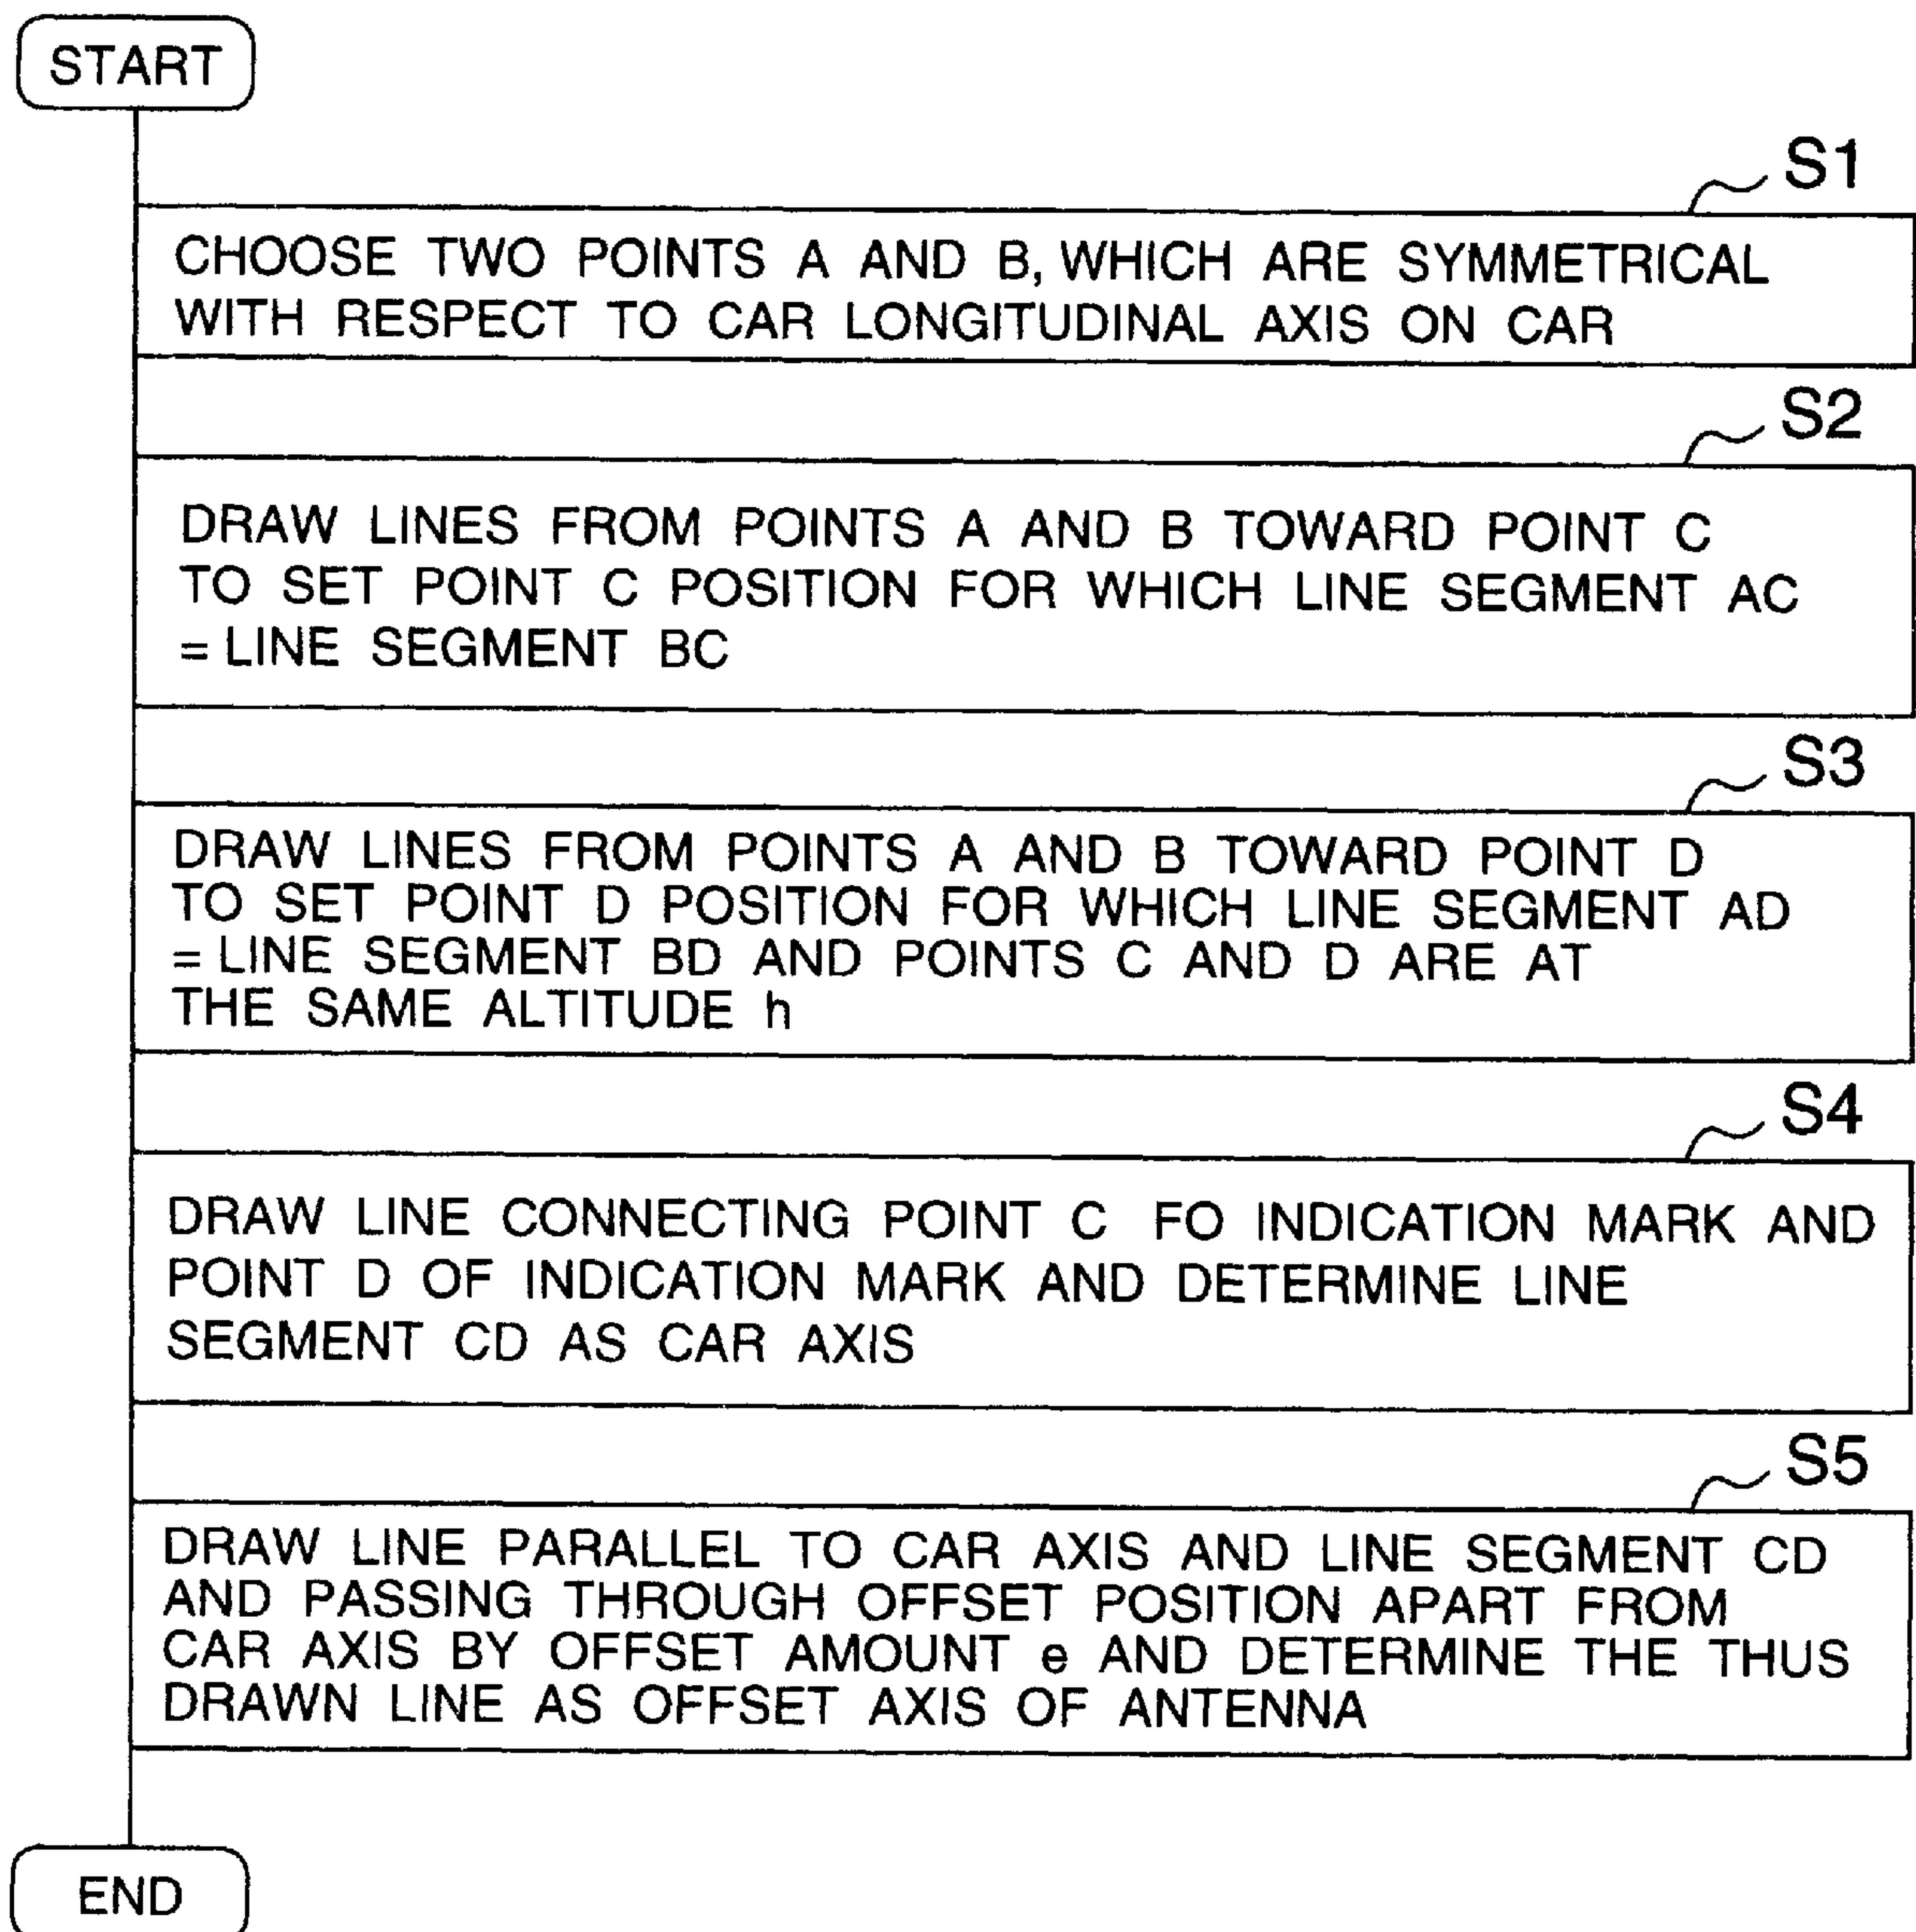 START
S1
CHOOSE TWO POINTS A AND B, WHICH ARE SYMMETRICAL
WITH RESPECT TO CAR LONGITUDINAL AXIS ON CAR
S2
DRAW LINES FROM POINTS A AND B TOWARD POINT C
TO SET POINT C POSITION FOR WHICH LINE SEGMENT AC
= LINE SEGMENT BC
S3
DRAW LINES FROM POINTS A AND B TOWARD POINT D
TO SET POINT D POSITION FOR WHICH LINE SEGMENT AD
= LINE SEGMENT BD AND POINTS C AND D ARE AT
THE SAME ALTITUDE h
S4
DRAW LINE CONNECTING POINT C FO INDICATION MARK AND
POINT D OF INDICATION MARK AND DETERMINE LINE
SEGMENT CD AS CAR AXIS
S5
DRAW LINE PARALLEL TO CAR AXIS AND LINE SEGMENT CD
AND PASSING THROUGH OFFSET POSITION APART FROM
CAR AXIS BY OFFSET AMOUNT e AND DETERMINE THE THUS
DRAWN LINE AS OFFSET AXIS OF ANTENNA
END